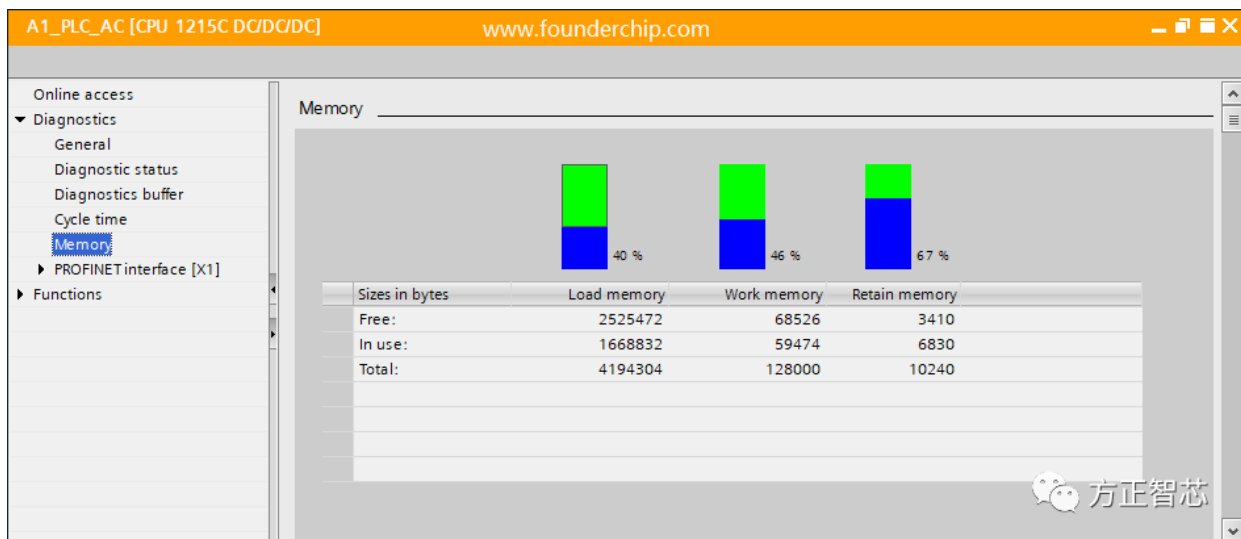 A1_PLC_AC [CPU 1215C DC/DC/DC] www.founderchip.com
Online access
Diagnostics
General
Diagnostic status
Diagnostics buffer
Cycle time
Memory
PROFINET interface [X1]
Functions
Memory
40 % 46 % 67 %
Sizes in bytes Load memory Work memory Retain memory
Free: 2525472 68526 3410
In use: 1668832 59474 6830
Total: 4194304 128000 10240
方正智芯